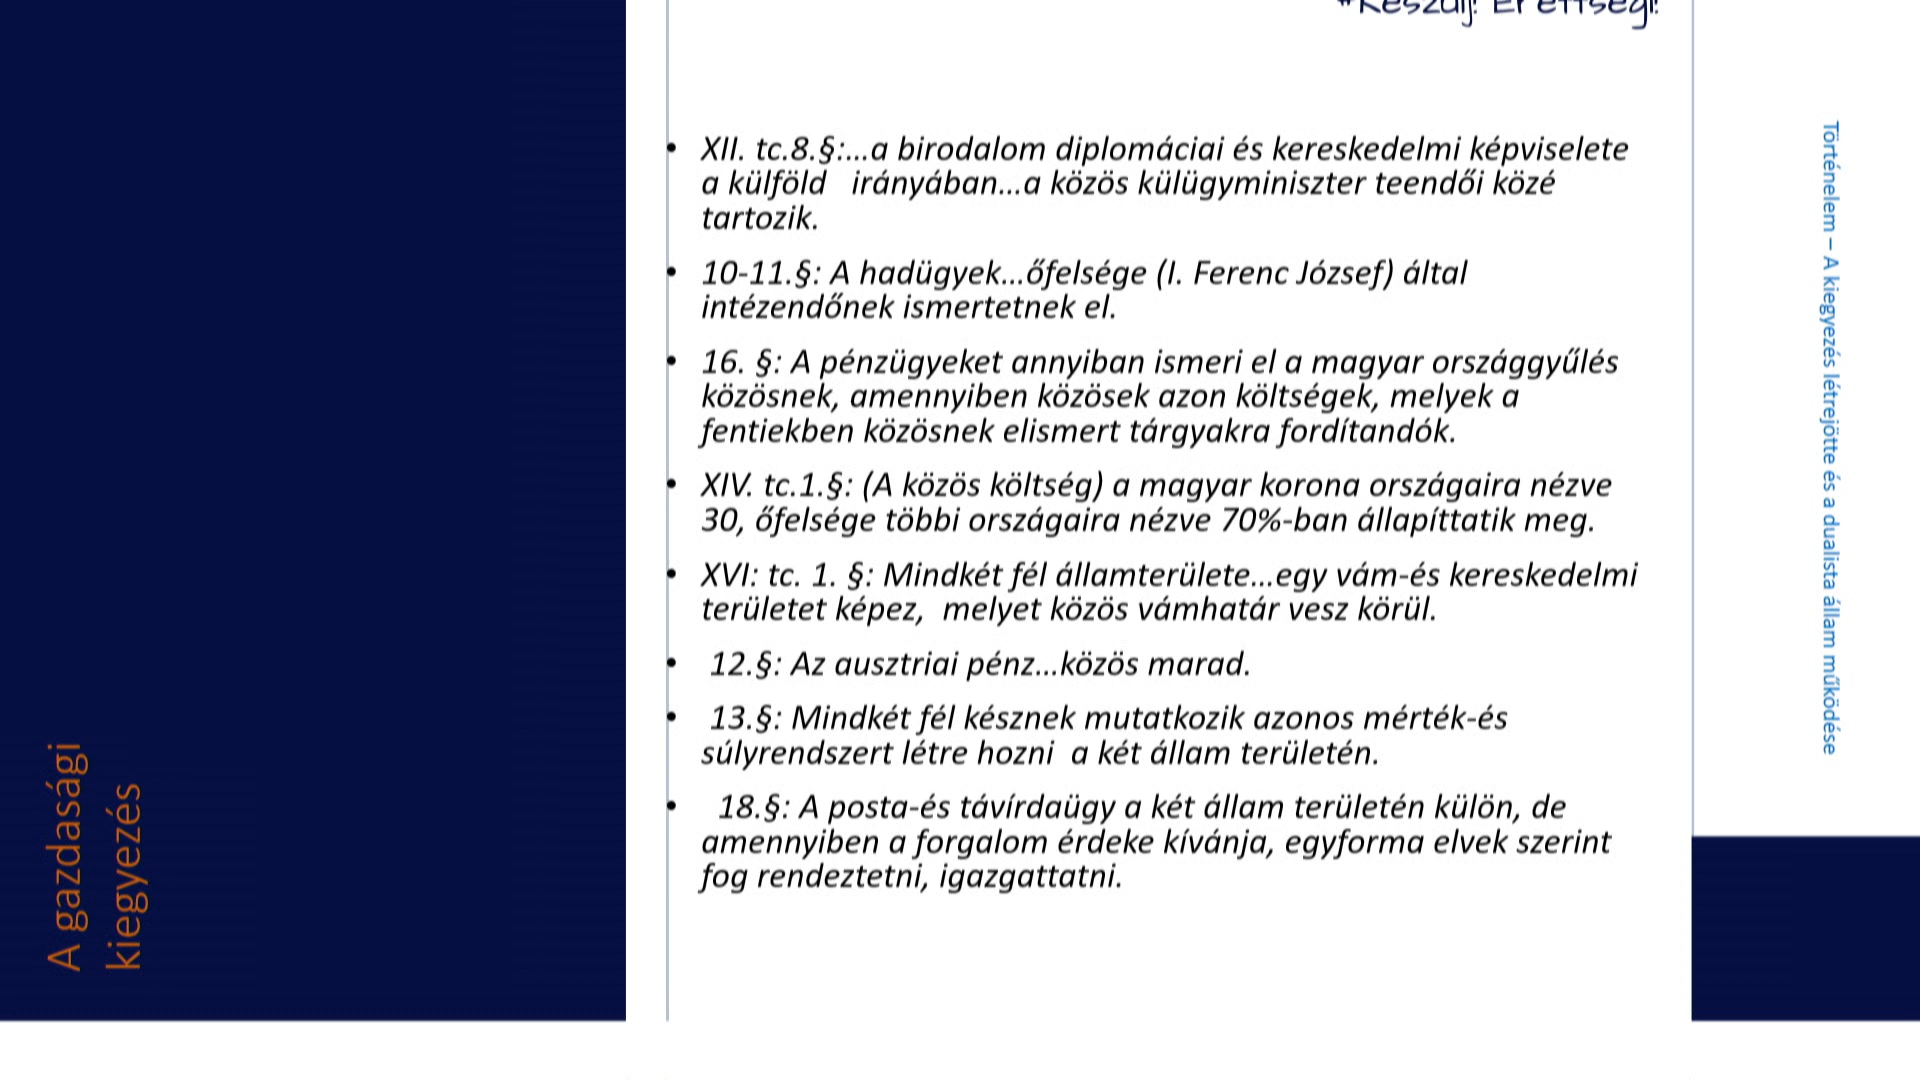 #Készülj! Érettségi!
XII. tc.8.§:...a birodalom diplomáciai és kereskedelmi képviselete
a külföld irányában...a közös külügyminiszter teendői közé
tartozik.
10-11.§: A hadügyek...őfelsége (I. Ferenc József) által
intézendőnek ismertetnek el.
16. §: A pénzügyeket annyiban ismeri el a magyar országgyűlés
közösnek, amennyiben közösek azon költségek, melyek a
fentiekben közösnek elismert tárgyakra fordítandók.
XIV. tc.1.§: (A közös költség) a magyar korona országaira nézve
30, őfelsége többi országaira nézve 70%-ban állapíttatik meg.
XVI: tc. 1. §: Mindkét fél államterülete...egy vám-és kereskedelmi
területet képez, melyet közös vámhatár vesz körül.
12.§: Az ausztriai pénz...közös marad.
13.§: Mindkét fél késznek mutatkozik azonos mérték-és
súlyrendszert létre hozni a két állam területén.
18.§: A posta-és távírdaügy a két állam területén külön, de
amennyiben a forgalom érdeke kívánja, egyforma elvek szerint
fog rendeztetni, igazgattatni.
A gazdasági
kiegyezés
Történelem – A kiegyezés létrejötte és a dualista állam működése